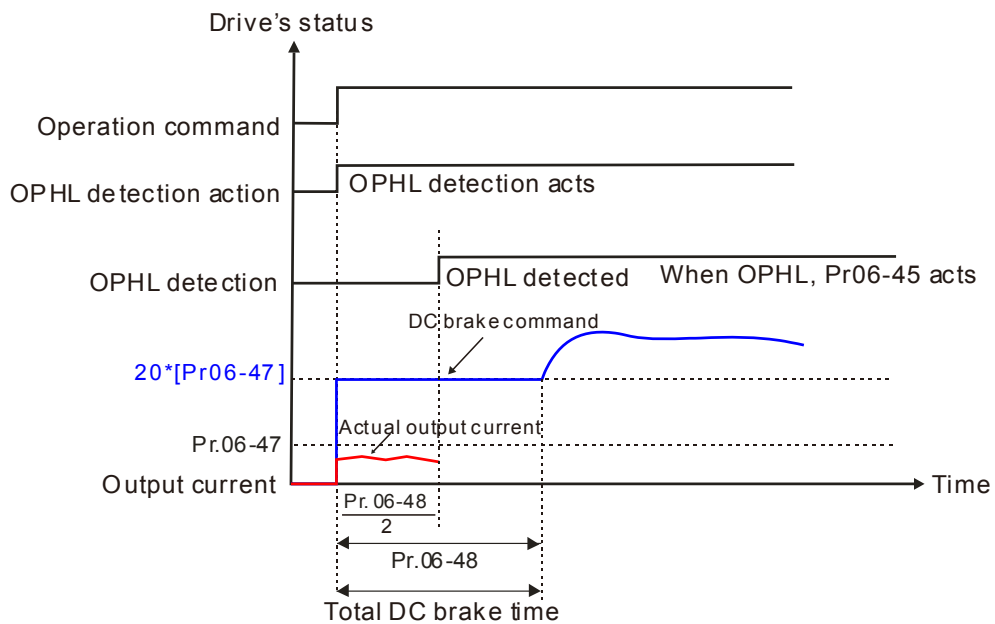 Drive's status
Operation command
OPHL detection action
OPHL detection acts
OPHL detection
OPHL detected
When OPHL, Pr06-45 acts
DC brake command
20*[Pr06-47]
Actual output current
Pr.06-47
Output current
Time
Pr. 06-48
2
Pr.06-48
Total DC brake time